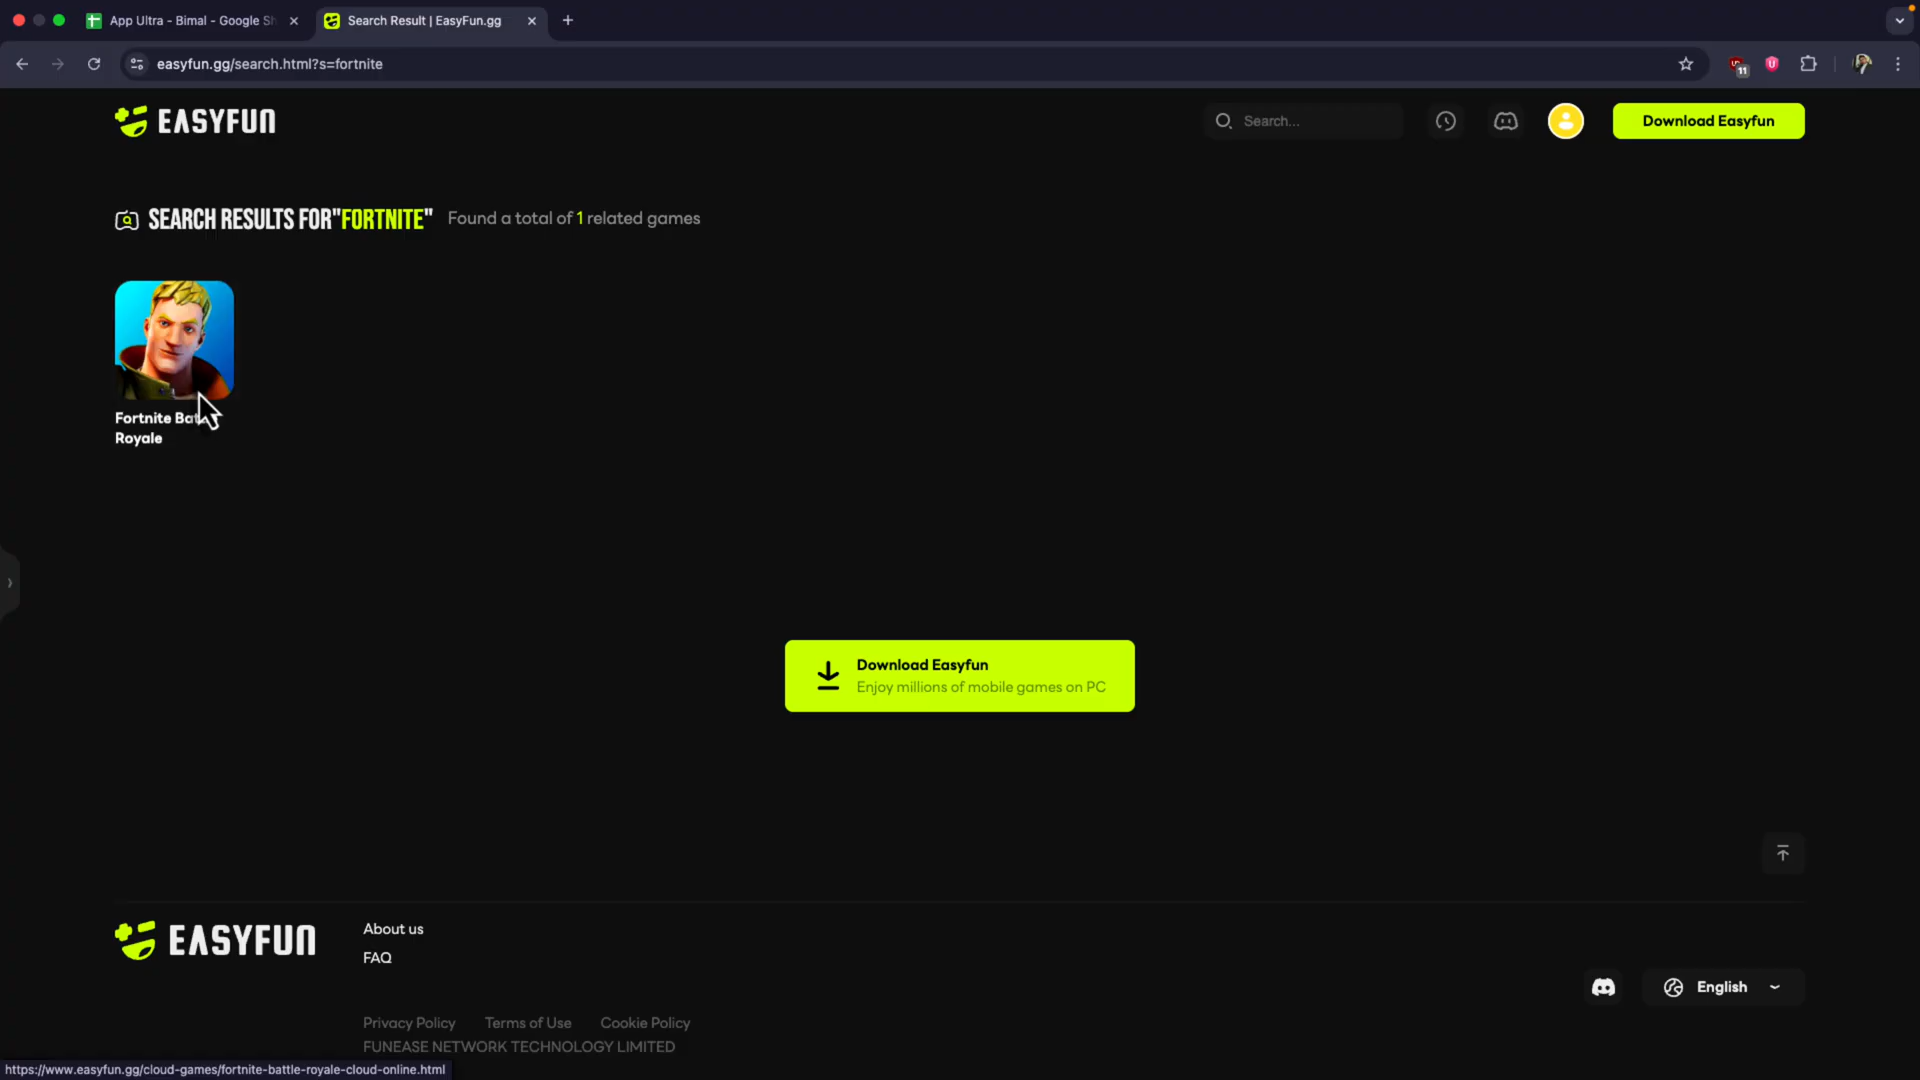 App Ultra - Bimal - Google Sh
Search Result | EasyFun.gg
easyfun.gg/search.html?s=fortnite
11
EASYFUN
Search...
Download Easyfun
SEARCH RESULTS FOR"FORTNITE" Found a total of 1 related games
Fortnite
Royale
Download Easyfun
Enjoy millions of mobile games on PC
EASYFUN
About us
FAQ
English
Privacy Policy Terms of Use Cookie Policy
FUNEASE NETWORK TECHNOLOGY LIMITED
https://www.easyfun.gg/cloud-games/fortnite-battle-royale-cloud-online.html